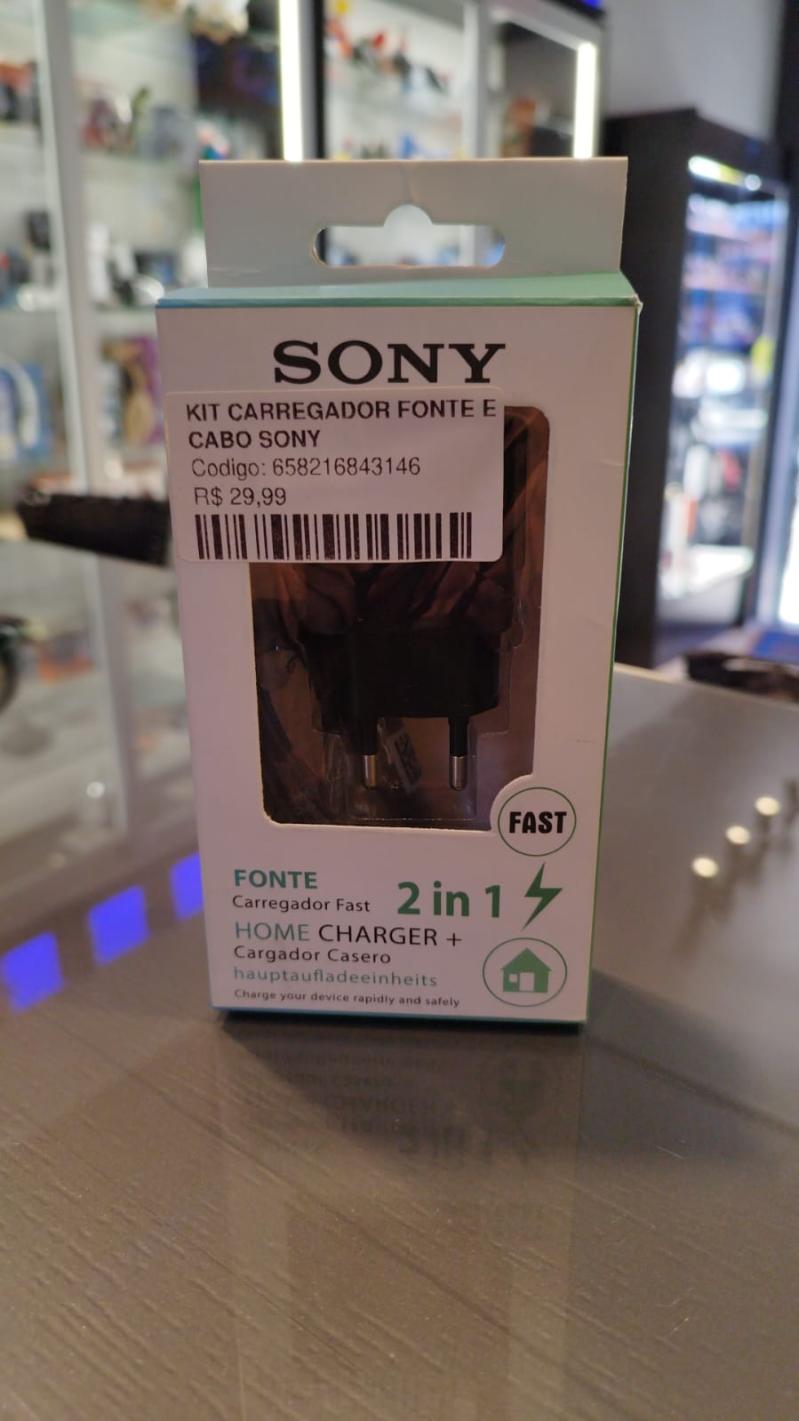 SONY
KIT CARREGADOR FONTE E
CABO SONY
Codigo: 658216843146
R$ 29,99
FAST
FONTE
Carregador Fast
2 in 1
HOME CHARGER +
Cargador Casero
hauptaufladeeinheits
Charge your device rapidly and safely